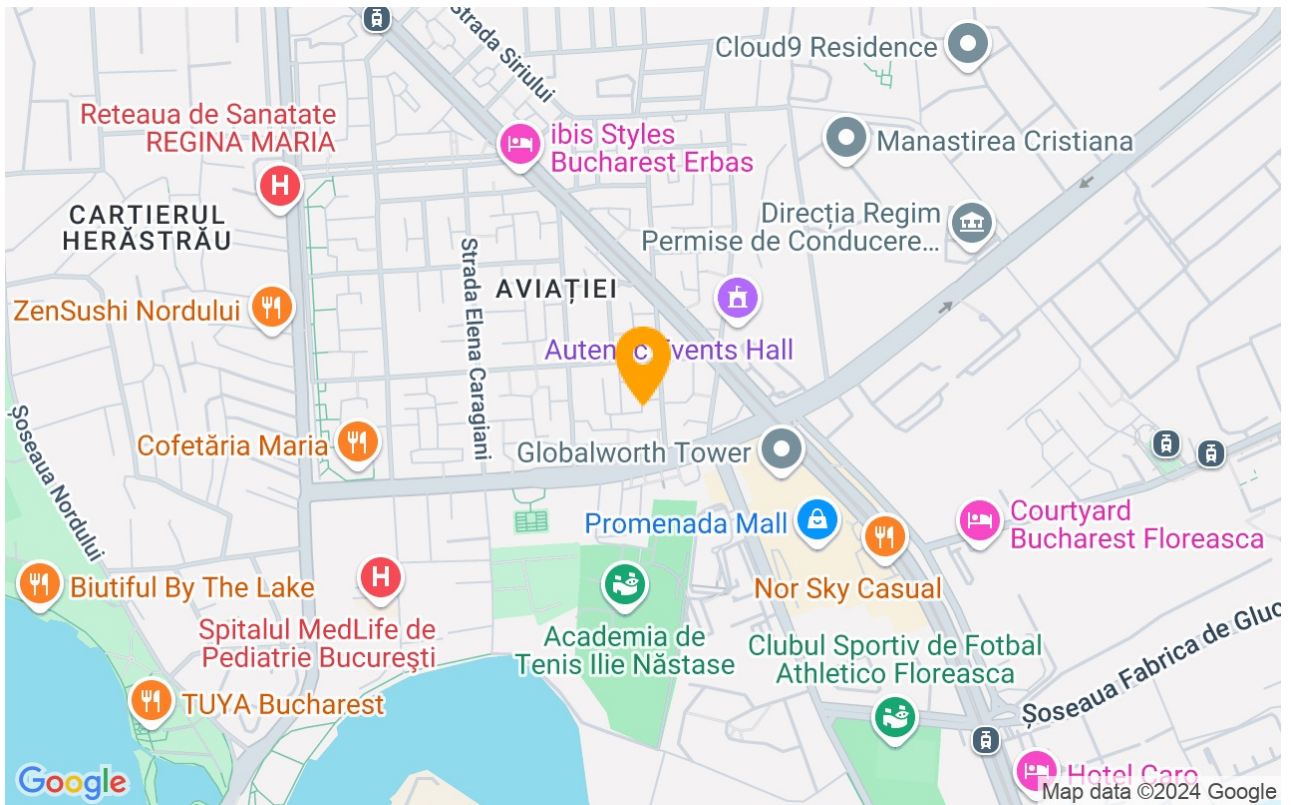 Strada Siriului
Cloud9 Residence
Reteaua de Sanatate
REGINA MARIA
ibis Styles
Bucharest Erbas
Manastirea Cristiana
CARTIERUL
HERĂSTRĂU
Direcția Regim
Permise de Conducere...
Strada Elena Caragiani
AVIAȚIEI
ZenSushi Nordului
Events Hall
Șoseaua Nordului
Cofetăria Maria
Globalworth Tower
Promenada Mall
Courtyard
Bucharest Floreasca
Biutiful By The Lake
Nor Sky Casual
Spitalul MedLife de
Pediatrie Bucureşti
Academia de
Tenis Ilie Năstase
Clubul Sportiv de Fotbal
Athletico Floreasca
Șoseaua Fabrica de Gluc
TUYA Bucharest
Hotel Caro
Google
Map data ©2024 Google